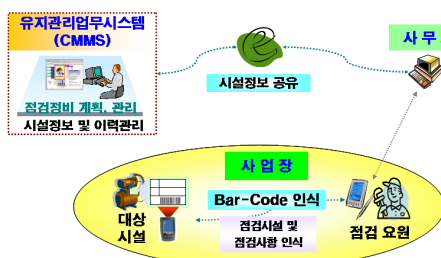 유지관리업무시스템
(CMMS)
점검정비 계획, 관리
시설정보 및 이력관리
시설정보 공유
사 무
사 업 장
Bar-Code 인식
대상
시설
점검시설 및
점검사항 인식
점검 요원